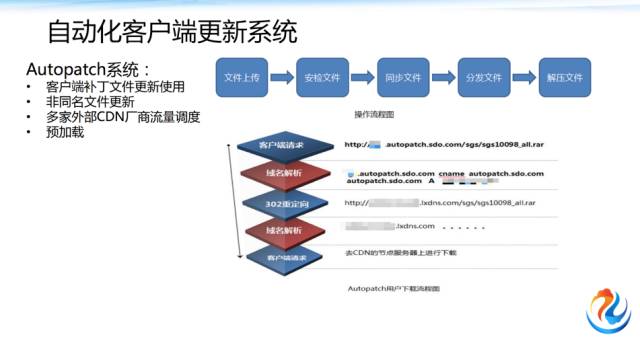 自动化客户端更新系统
Autopatch系统：
• 客户端补丁文件更新使用
• 非同名文件更新
• 多家外部CDN厂商流量调度
• 预加载
文件上传
安检文件
同步文件
分发文件
解压文件
操作流程图
客户端请求
http:/ .autopatch.sdo.com/sgs/sgs10098_all.rar
域名解析
.autopatch.sdo.com cname autopatch.sdo.com
autopatch.sdo.com A
302重定向
http:// .lxdns.com/sgs/sgs10098_all.rar
域名解析
.lxdns.com 。。。。。。
客户端请求
去CDN的节点服务器上进行下载
Autopatch用户下载流程图